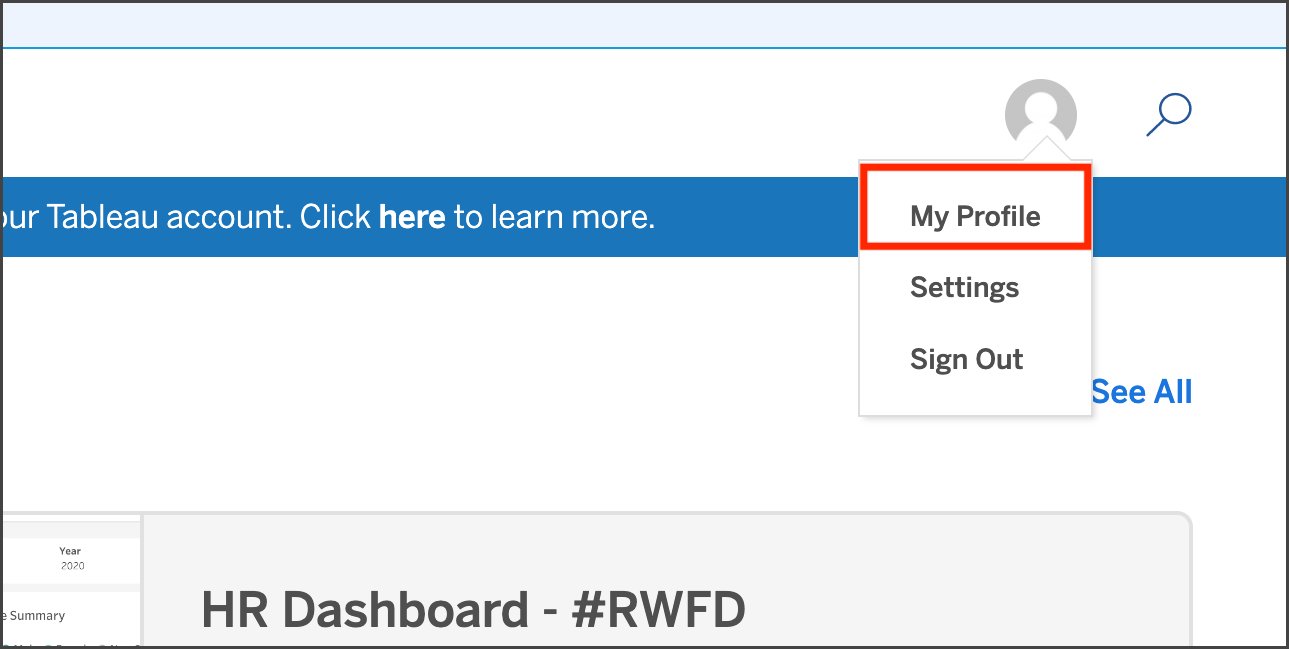 our Tableau account. Click here to learn more.
My Profile
Settings
Sign Out
See All
Year
2020
e Summary
HR Dashboard - #RWFD